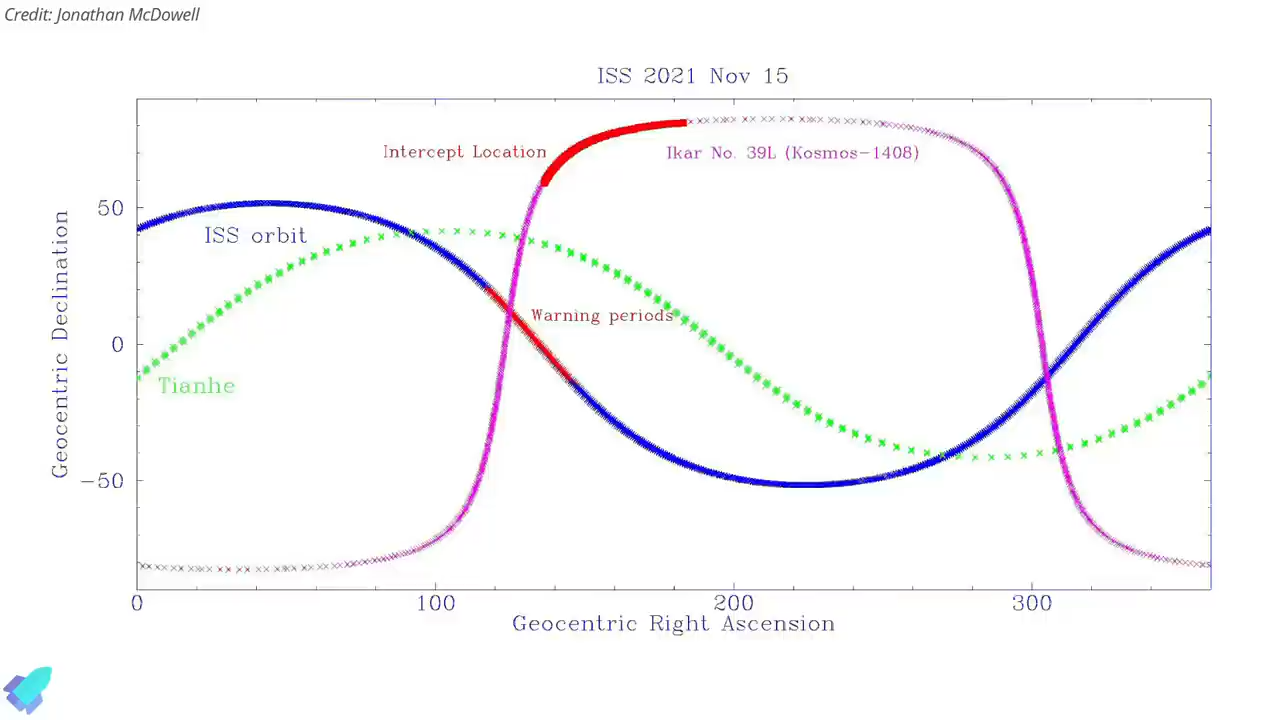 Credit: Jonathan McDowell
ISS 2021 Nov 15
Intercept Location
Ikar No. 39L (Kosmos-1408)
50
ISS orbit
Geocentric Declination
Warning periods
0
Tianhe
-50
0 100 200 300
Geocentric Right Ascension